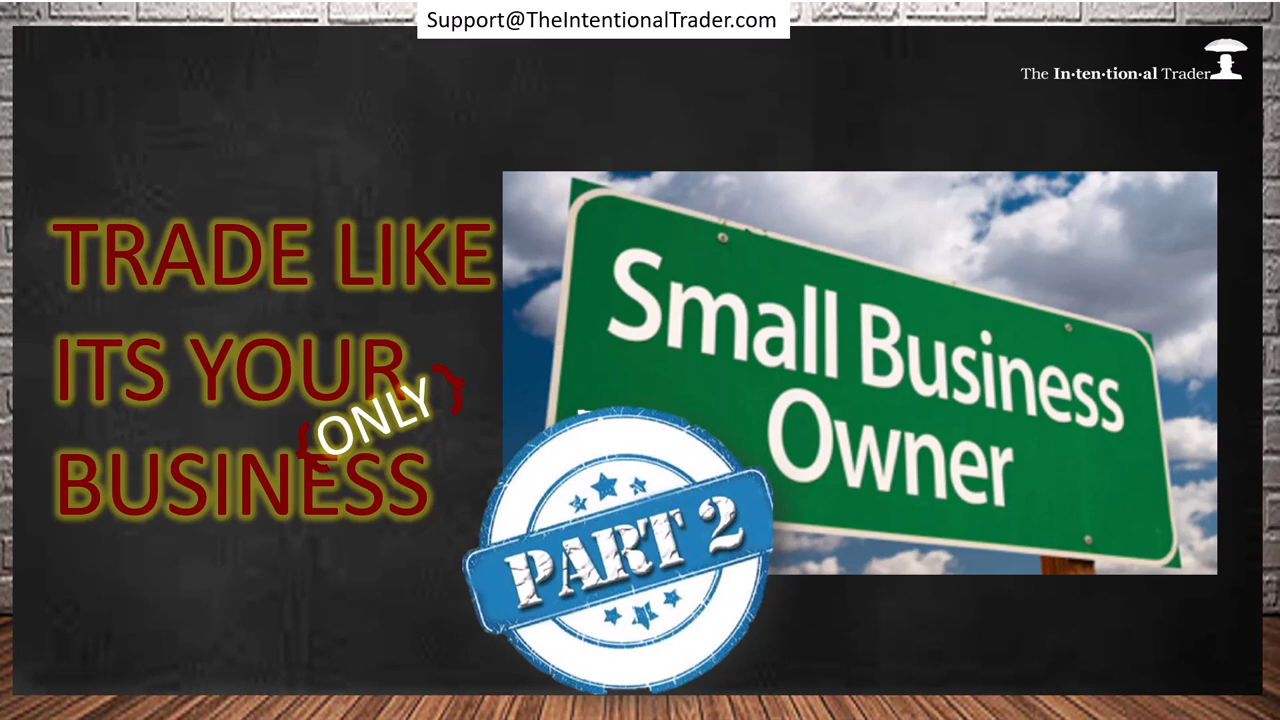 Support@TheIntentionalTrader.com
The In·ten·tion·al Trader
TRADE LIKE
ITS YOUR
{ONLY}
BUSINESS
Small Business
Owner
PART 2